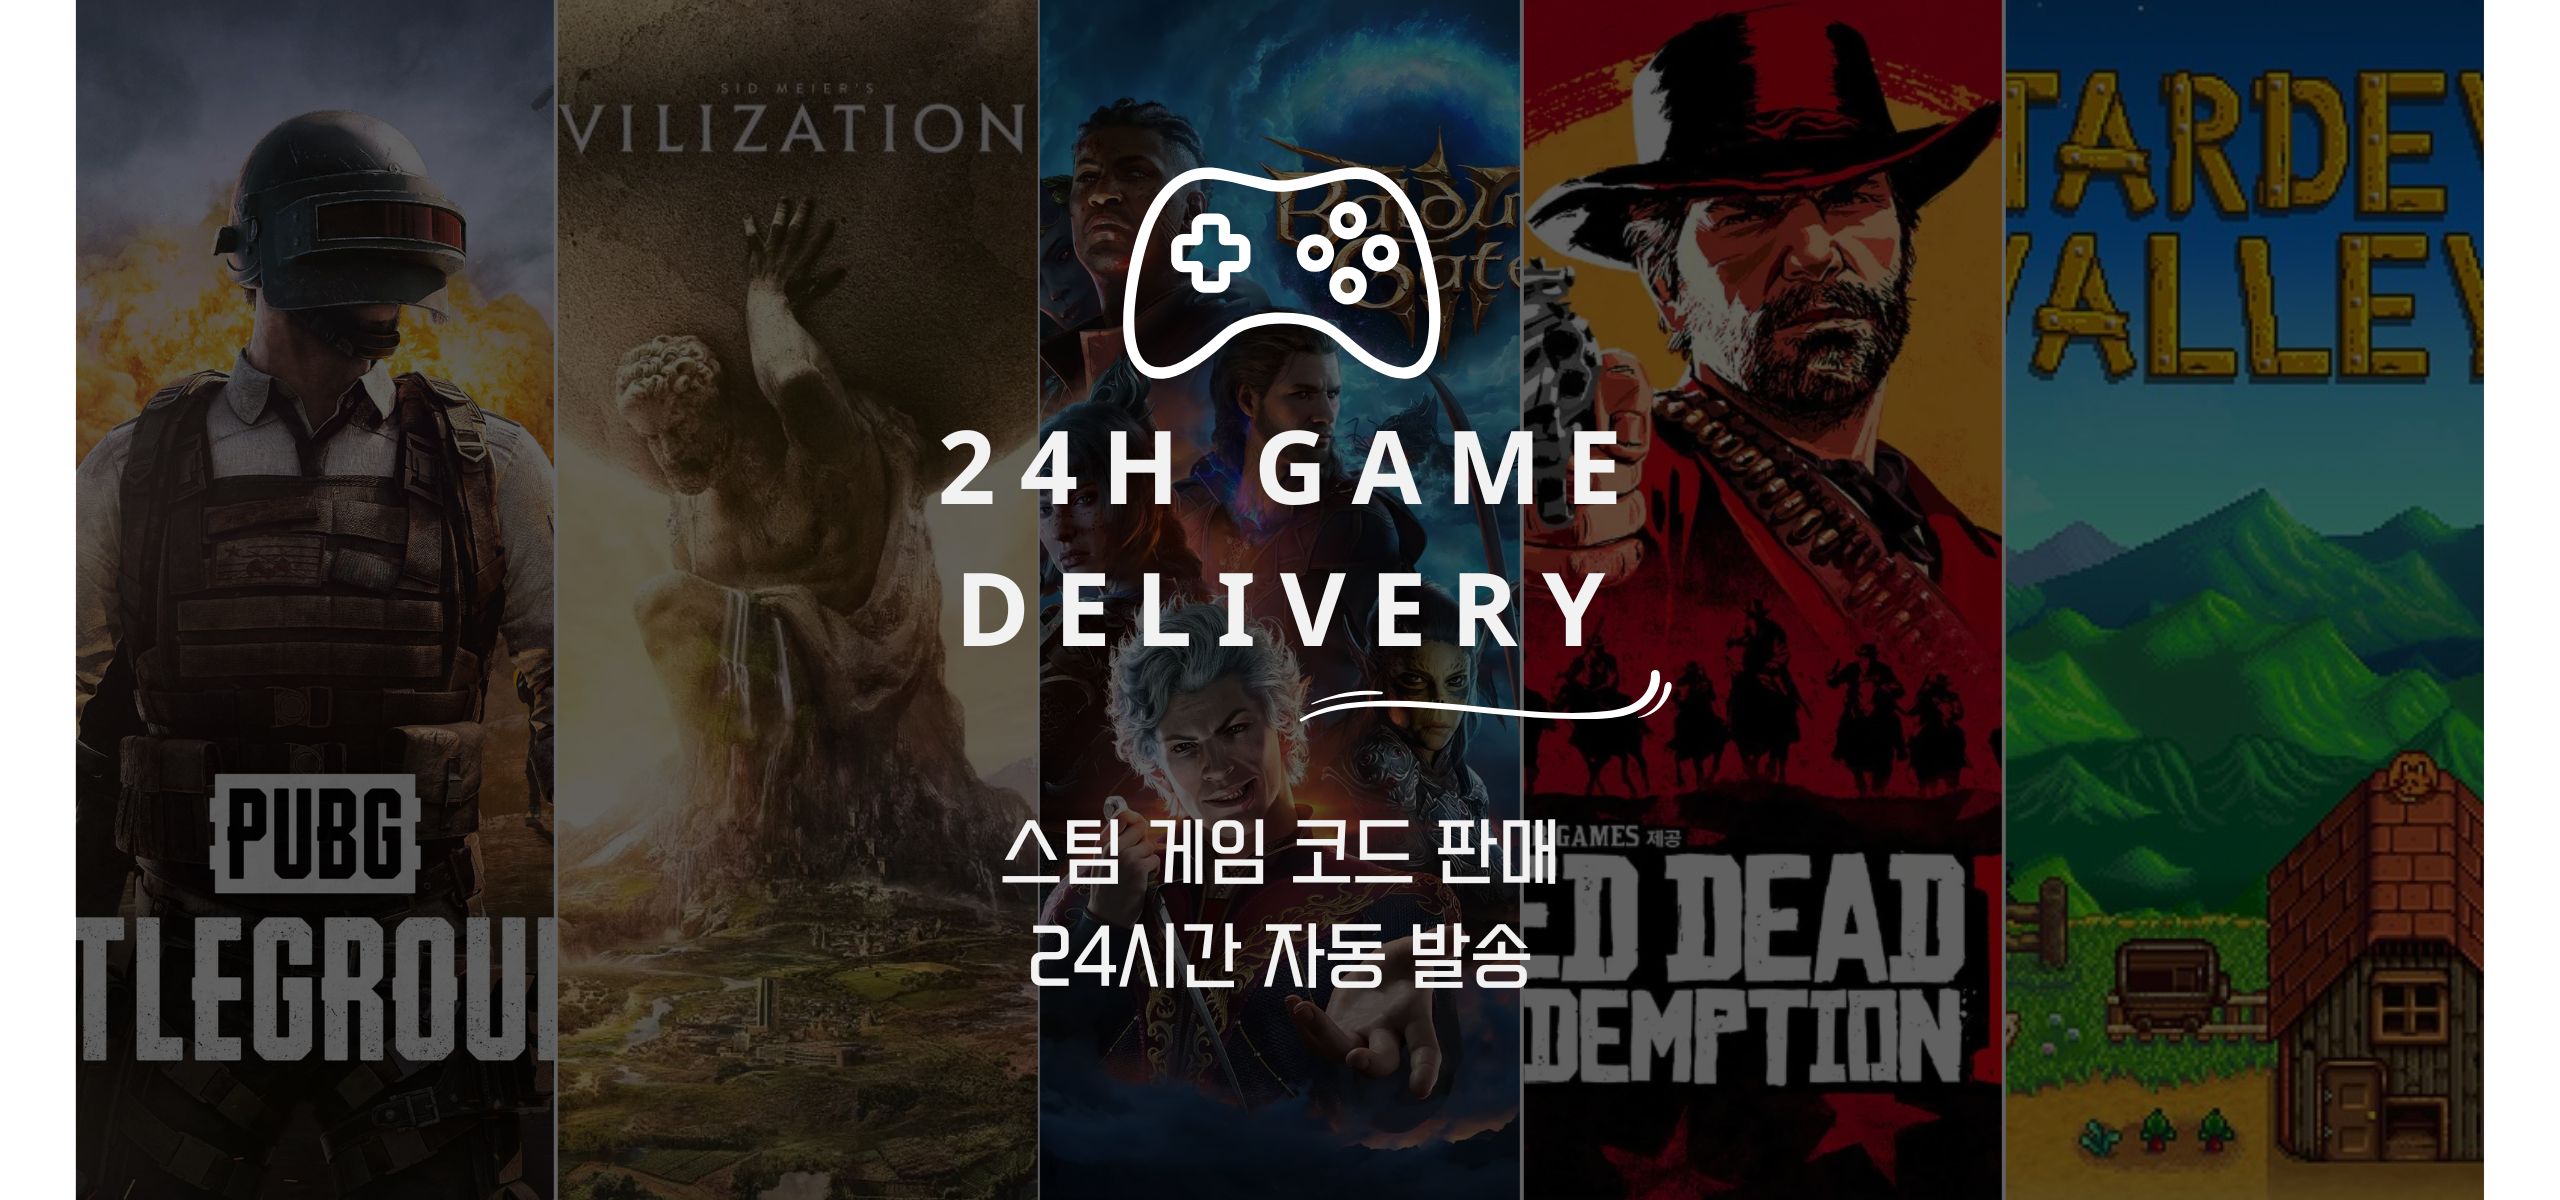 SID MEIER'S
VILIZATION
Baldur
Gate
TARDEV
VALLEY
24H GAME
DELIVERY
PUBG
TLEGROU
스팀 게임 코드 판매
24시간 자동 발송
GAMES 제공
ED DEAD
DEMPTION